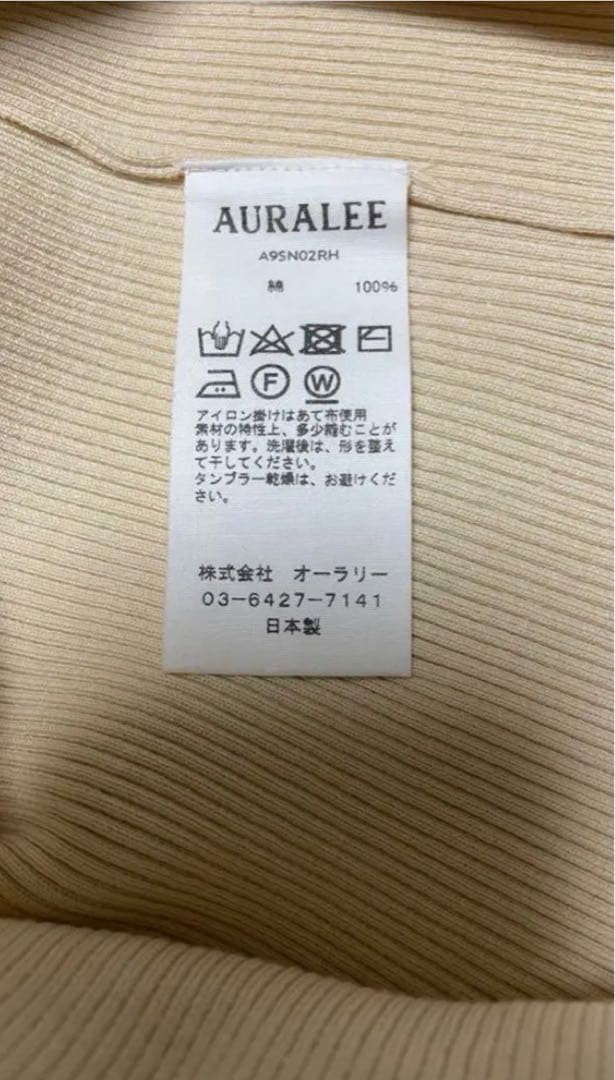 AURALEE
A9SN02RH
綿 100%
F W
アイロン掛けはあて布使用
素材の特性上、多少縮むことが
あります。洗濯後は、形を整え
て干してください。
タンブラー乾燥は、お避けくだ
さい。
株式会社 オーラリー
03-6427-7141
日本製